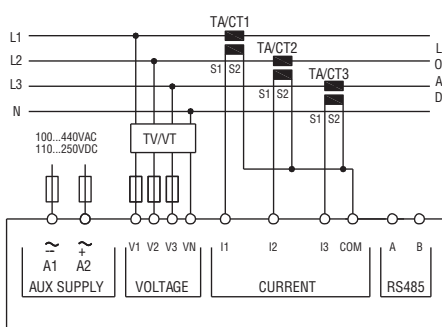 TA/CT1
L1
TA/CT2
L2
S1 S2
L
O
A
D
TA/CT3
L3
S1 S2
N
S1 S2
100...440VAC
110...250VDC
TV/VT
V1 V2 V3 VN I1 I2 I3 COM A B
~
--
~
+
A1 A2
AUX SUPPLY VOLTAGE CURRENT RS485